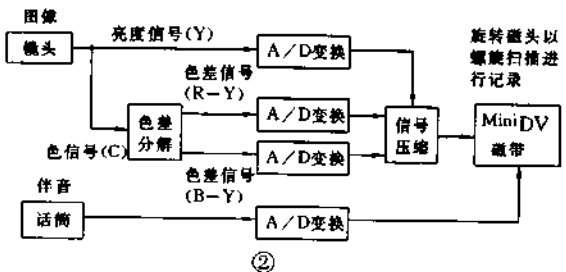 图像
镜头
亮度信号(Y)
A/D变换
旋转磁头以
螺旋扫描进
行记录
色差信号
(R-Y)
色差
分解
A/D变换
信号
压缩
Mini DV
磁带
色信号(C)
A/D变换
色差信号
(B-Y)
伴音
话筒
A/D变换
②